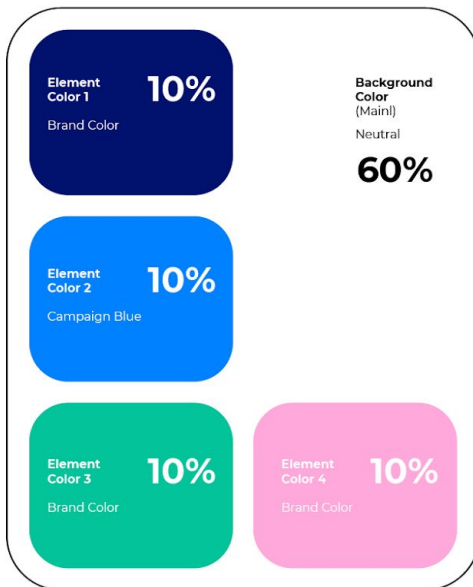 Element
Color 1
10%
Brand Color
Background
Color
(Mainl)
Neutral
60%
Element
Color 2
10%
Campaign Blue
Element
Color 3
10%
Brand Color
Element
Color 4
10%
Brand Color